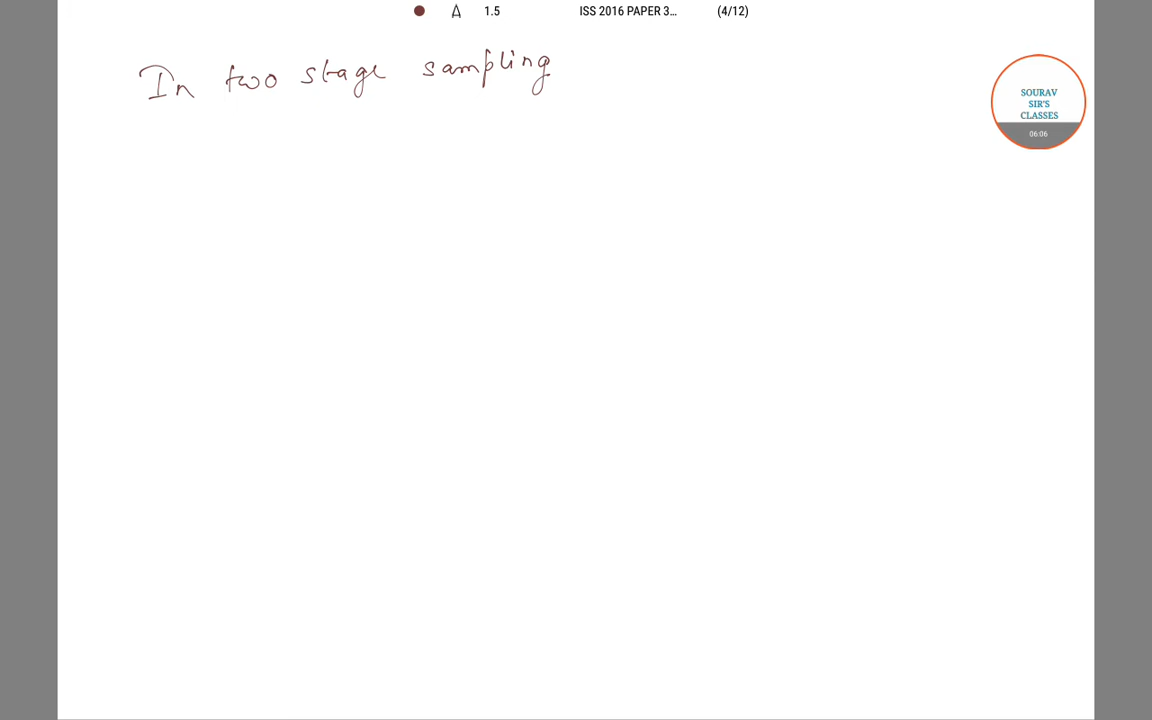 1.5 ISS 2016 PAPER 3... (4/12)
In two stage sampling
SOURAV
SIR'S
CLASSES
06:06